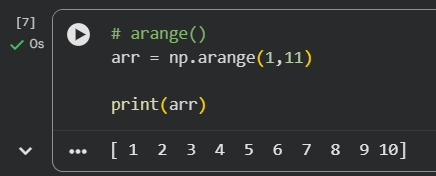 [7]
0s
# arange()
arr = np.arange(1,11)
print(arr)
[ 1  2  3  4  5  6  7  8  9 10]